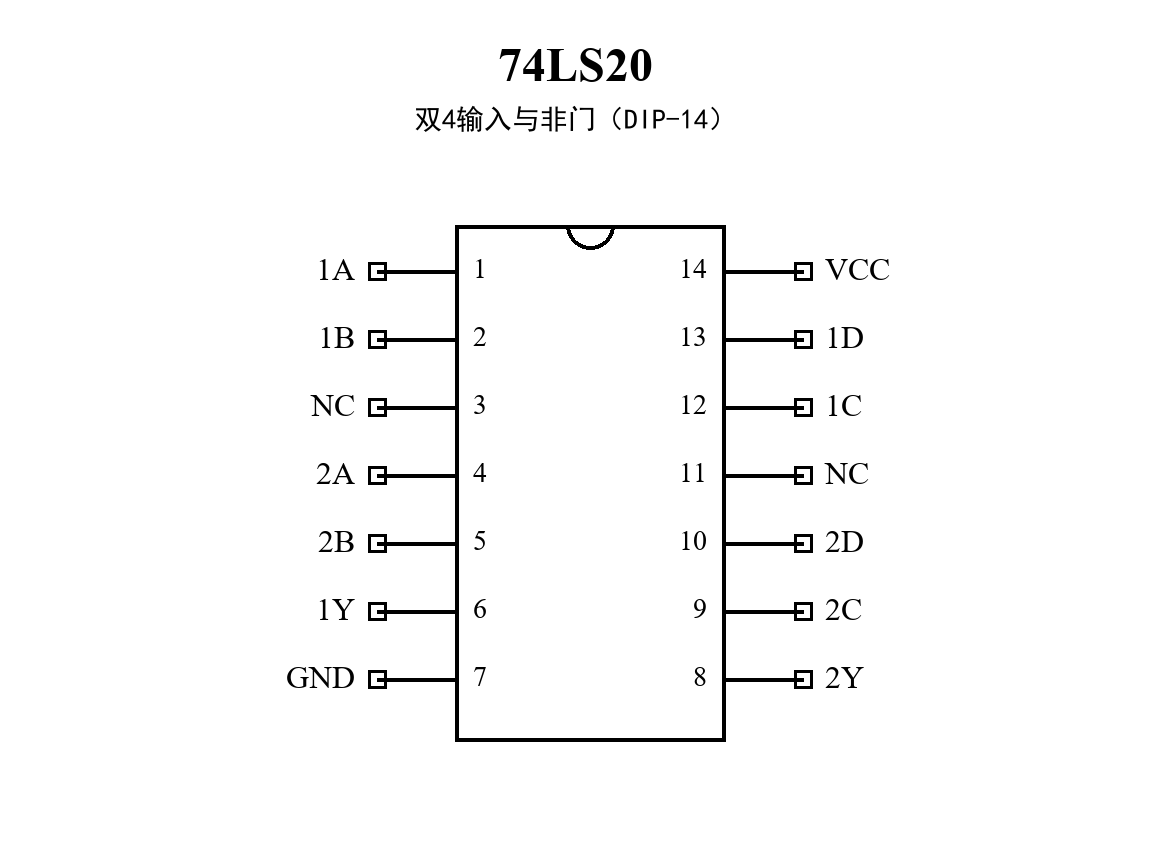 74LS20
双4输入与非门（DIP-14）
1A 1 14 VCC
1B 2 13 1D
NC 3 12 1C
2A 4 11 NC
2B 5 10 2D
1Y 6 9 2C
GND 7 8 2Y